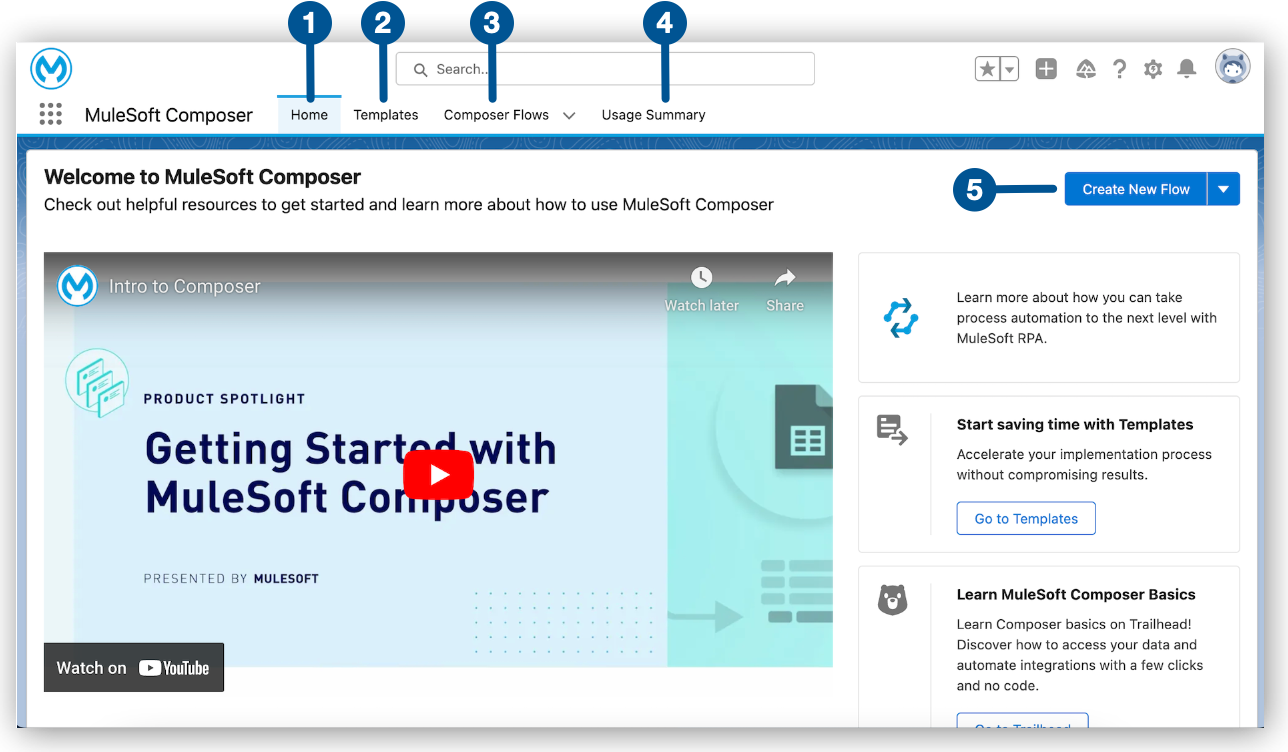 1 2 3 4
Search...
MuleSoft Composer Home Templates Composer Flows Usage Summary
Welcome to MuleSoft Composer
Check out helpful resources to get started and learn more about how to use MuleSoft Composer
5 Create New Flow
Intro to Composer
Watch later Share
PRODUCT SPOTLIGHT
Getting Started with
MuleSoft Composer
PRESENTED BY MULESOFT
Watch on YouTube
Learn more about how you can take
process automation to the next level with
MuleSoft RPA.
Start saving time with Templates
Accelerate your implementation process
without compromising results.
Go to Templates
Learn MuleSoft Composer Basics
Learn Composer basics on Trailhead!
Discover how to access your data and
automate integrations with a few clicks
and no code.
Go to Trailhead